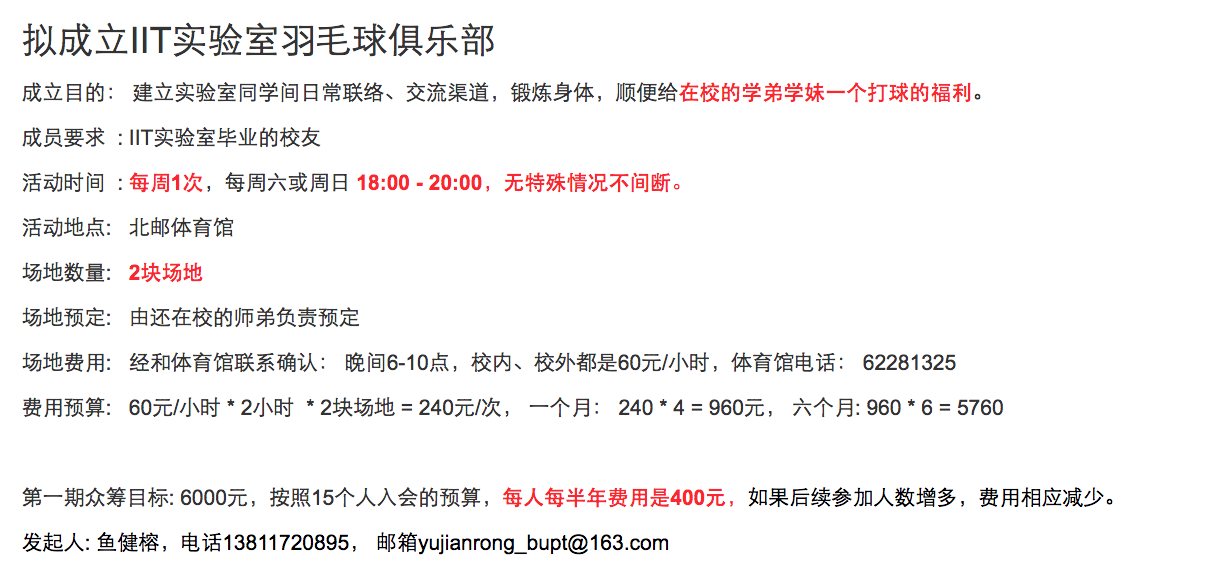 拟成立IIT实验室羽毛球俱乐部
成立目的： 建立实验室同学间日常联络、交流渠道，锻炼身体，顺便给在校的学弟学妹一个打球的福利。
成员要求 ：IIT实验室毕业的校友
活动时间 ：每周1次，每周六或周日 18:00 - 20:00，无特殊情况不间断。
活动地点: 北邮体育馆
场地数量: 2块场地
场地预定: 由还在校的师弟负责预定
场地费用: 经和体育馆联系确认： 晚间6-10点，校内、校外都是60元/小时，体育馆电话： 62281325
费用预算: 60元/小时 * 2小时 * 2块场地 = 240元/次， 一个月： 240 * 4 = 960元， 六个月: 960 * 6 = 5760
第一期众筹目标: 6000元，按照15个人入会的预算，每人每半年费用是400元，如果后续参加人数增多，费用相应减少。
发起人: 鱼健榕，电话13811720895， 邮箱yujianrong_bupt@163.com